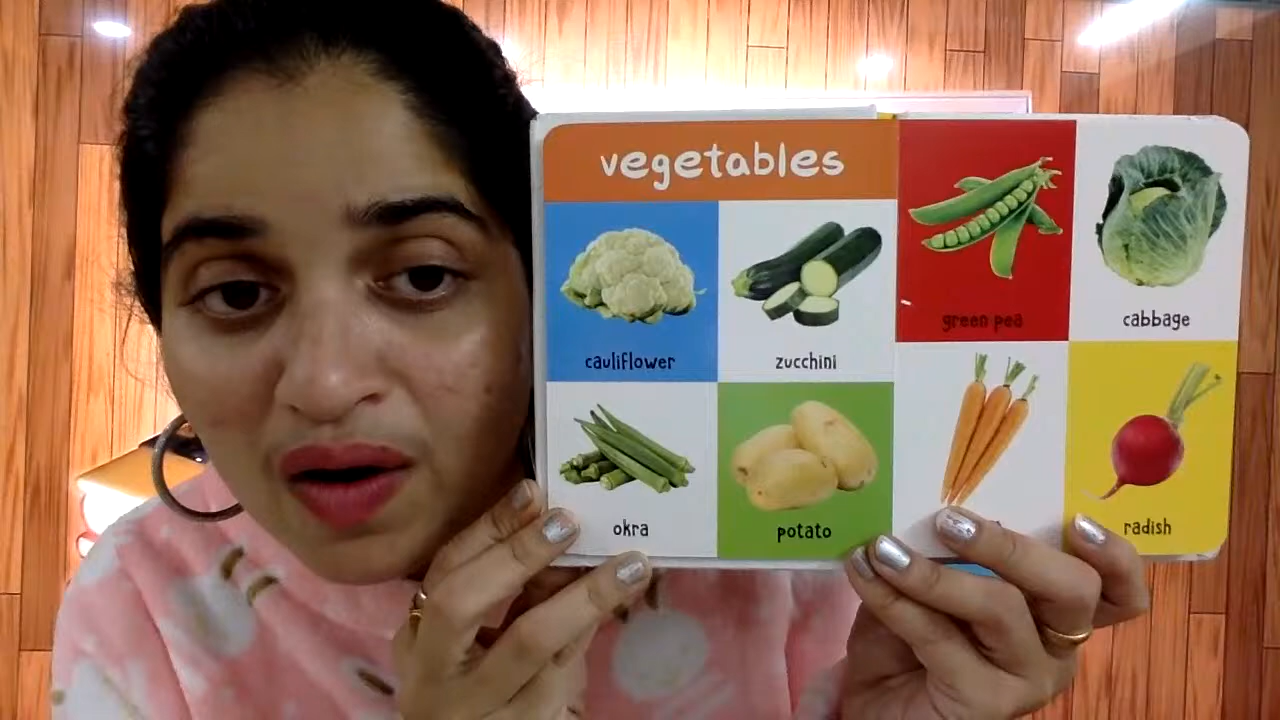 vegetables
cauliflower
zucchini
okra
potato
green pea
cabbage
radish